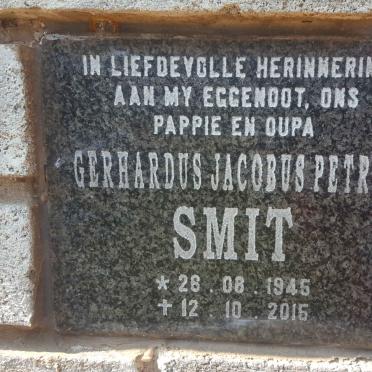 IN LIEFDEVOLLE HERINNERIN
AAN MY EGGENOOT, ONS
PAPPIE EN OUPA
GERHARDUS JACOBUS PETR
SMIT
* 28 . 08 . 1945
† 12 . 10 . 2015